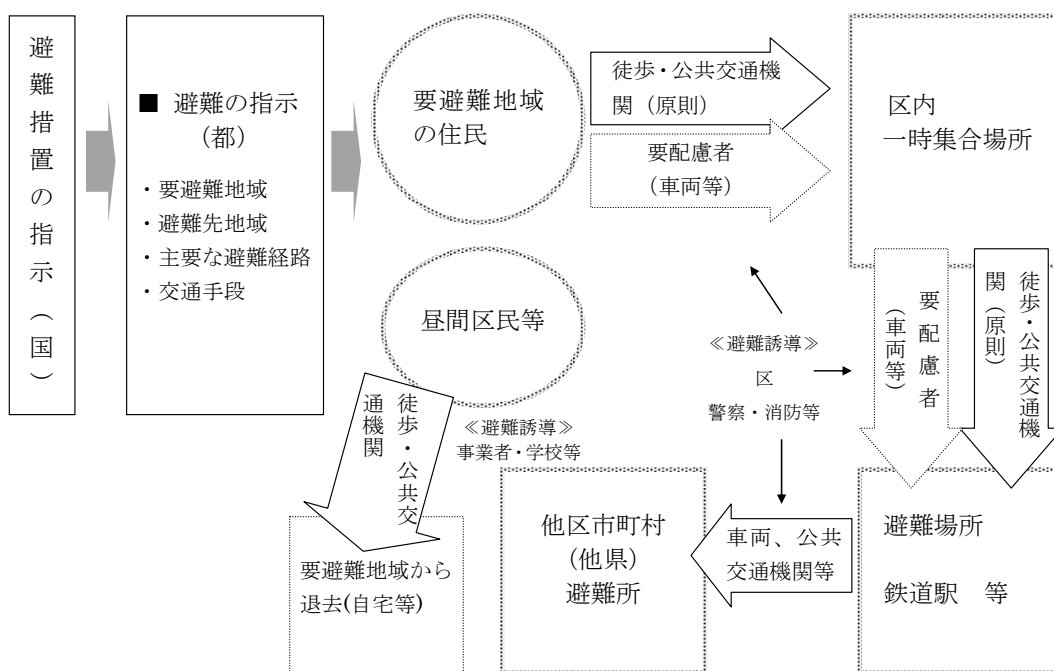 避難措置の指示(国)
■ 避難の指示
(都)
・要避難地域
・避難先地域
・主要な避難経路
・交通手段
要避難地域
の住民
徒歩・公共交通機
関(原則)
要配慮者
(車両等)
区内
一時集合場所
昼間区民等
徒歩・公共交
通機関
≪避難誘導≫
事業者・学校等
要避難地域から
退去(自宅等)
≪避難誘導≫
区
警察・消防等
要配慮者
(車両等)
徒歩・公共交通機
関(原則)
避難場所
鉄道駅 等
車両、公共
交通機関等
他区市町村
(他県)
避難所